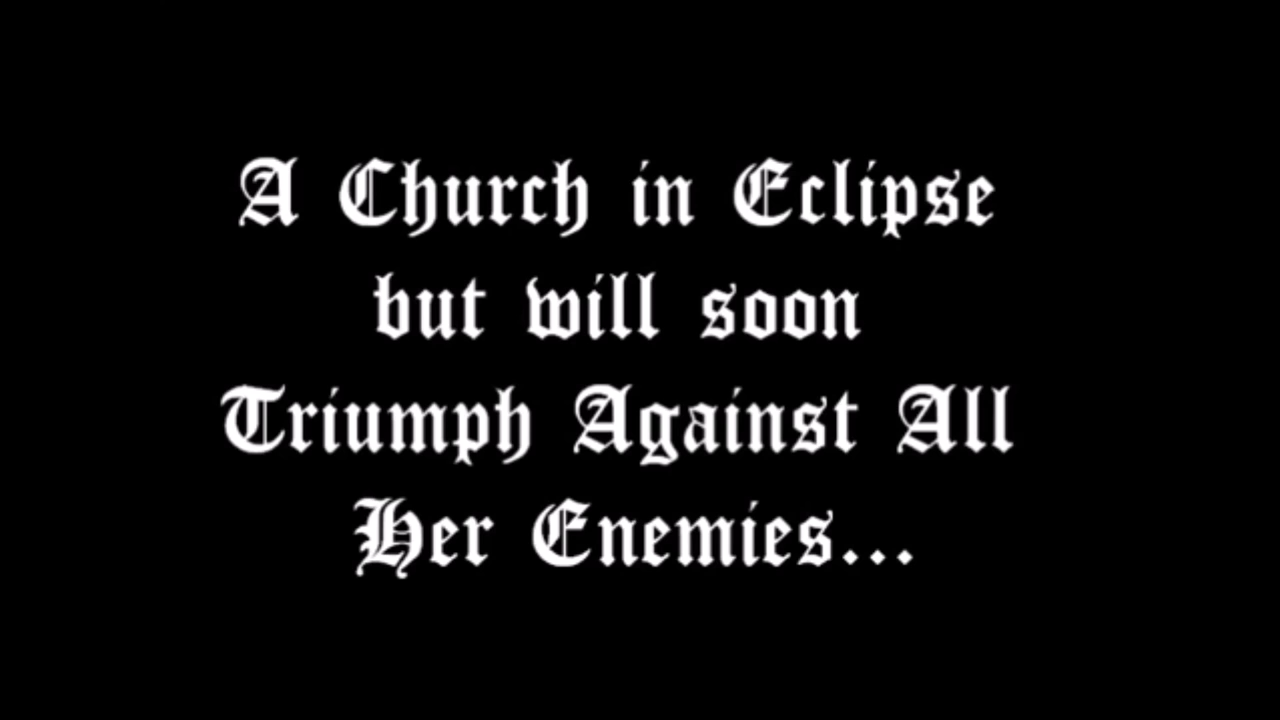 A Church in Eclipse
but will soon
Triumph Against All
Her Enemies...